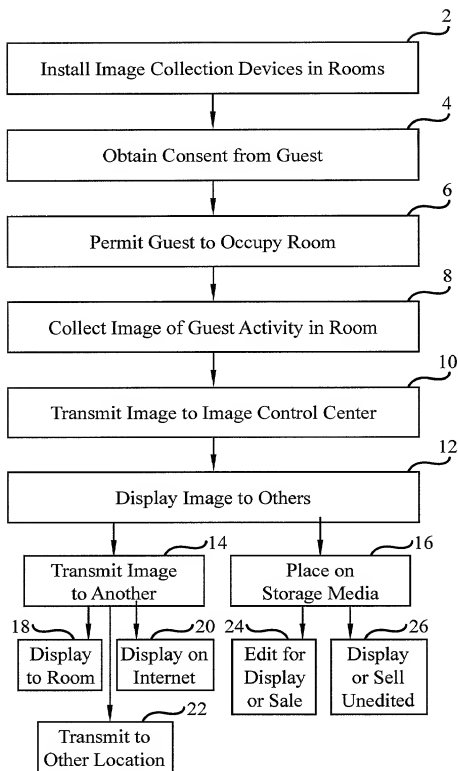 2
Install Image Collection Devices in Rooms
4
Obtain Consent from Guest
6
Permit Guest to Occupy Room
8
Collect Image of Guest Activity in Room
10
Transmit Image to Image Control Center
12
Display Image to Others
14
Transmit Image
to Another
16
Place on
Storage Media
18
Display
to Room
20
Display on
Internet
24
Edit for
Display
or Sale
26
Display
or Sell
Unedited
22
Transmit to
Other Location